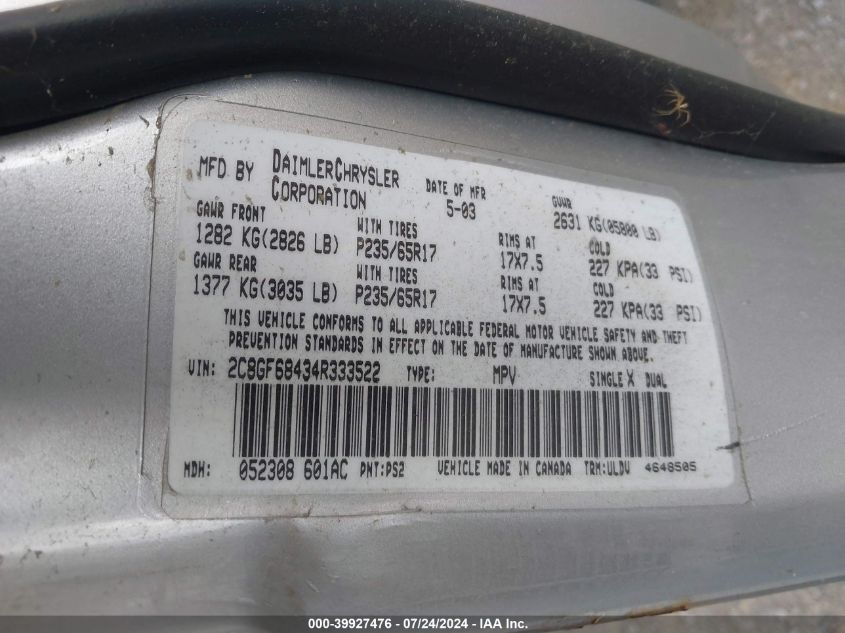 MFD BY DAIMLERCHRYSLER CORPORATION DATE OF MFR 5-03 GVWR 2631 KG(05800 LB)
GAWR FRONT WITH TIRES RIMS AT COLD
1282 KG(2826 LB) P235/65R17 17X7.5 227 KPA(33 PSI)
GAWR REAR WITH TIRES RIMS AT COLD
1377 KG(3035 LB) P235/65R17 17X7.5 227 KPA(33 PSI)
THIS VEHICLE CONFORMS TO ALL APPLICABLE FEDERAL MOTOR VEHICLE SAFETY AND THEFT
PREVENTION STANDARDS IN EFFECT ON THE DATE OF MANUFACTURE SHOWN ABOVE.
VIN: 2C8GF68434R333522 TYPE: MPV SINGLE X DUAL
MDH: 052308 601AC PNT:PS2 VEHICLE MADE IN CANADA TRM:ULDV 4648505
000-39927476 - 07/24/2024 - IAA Inc.